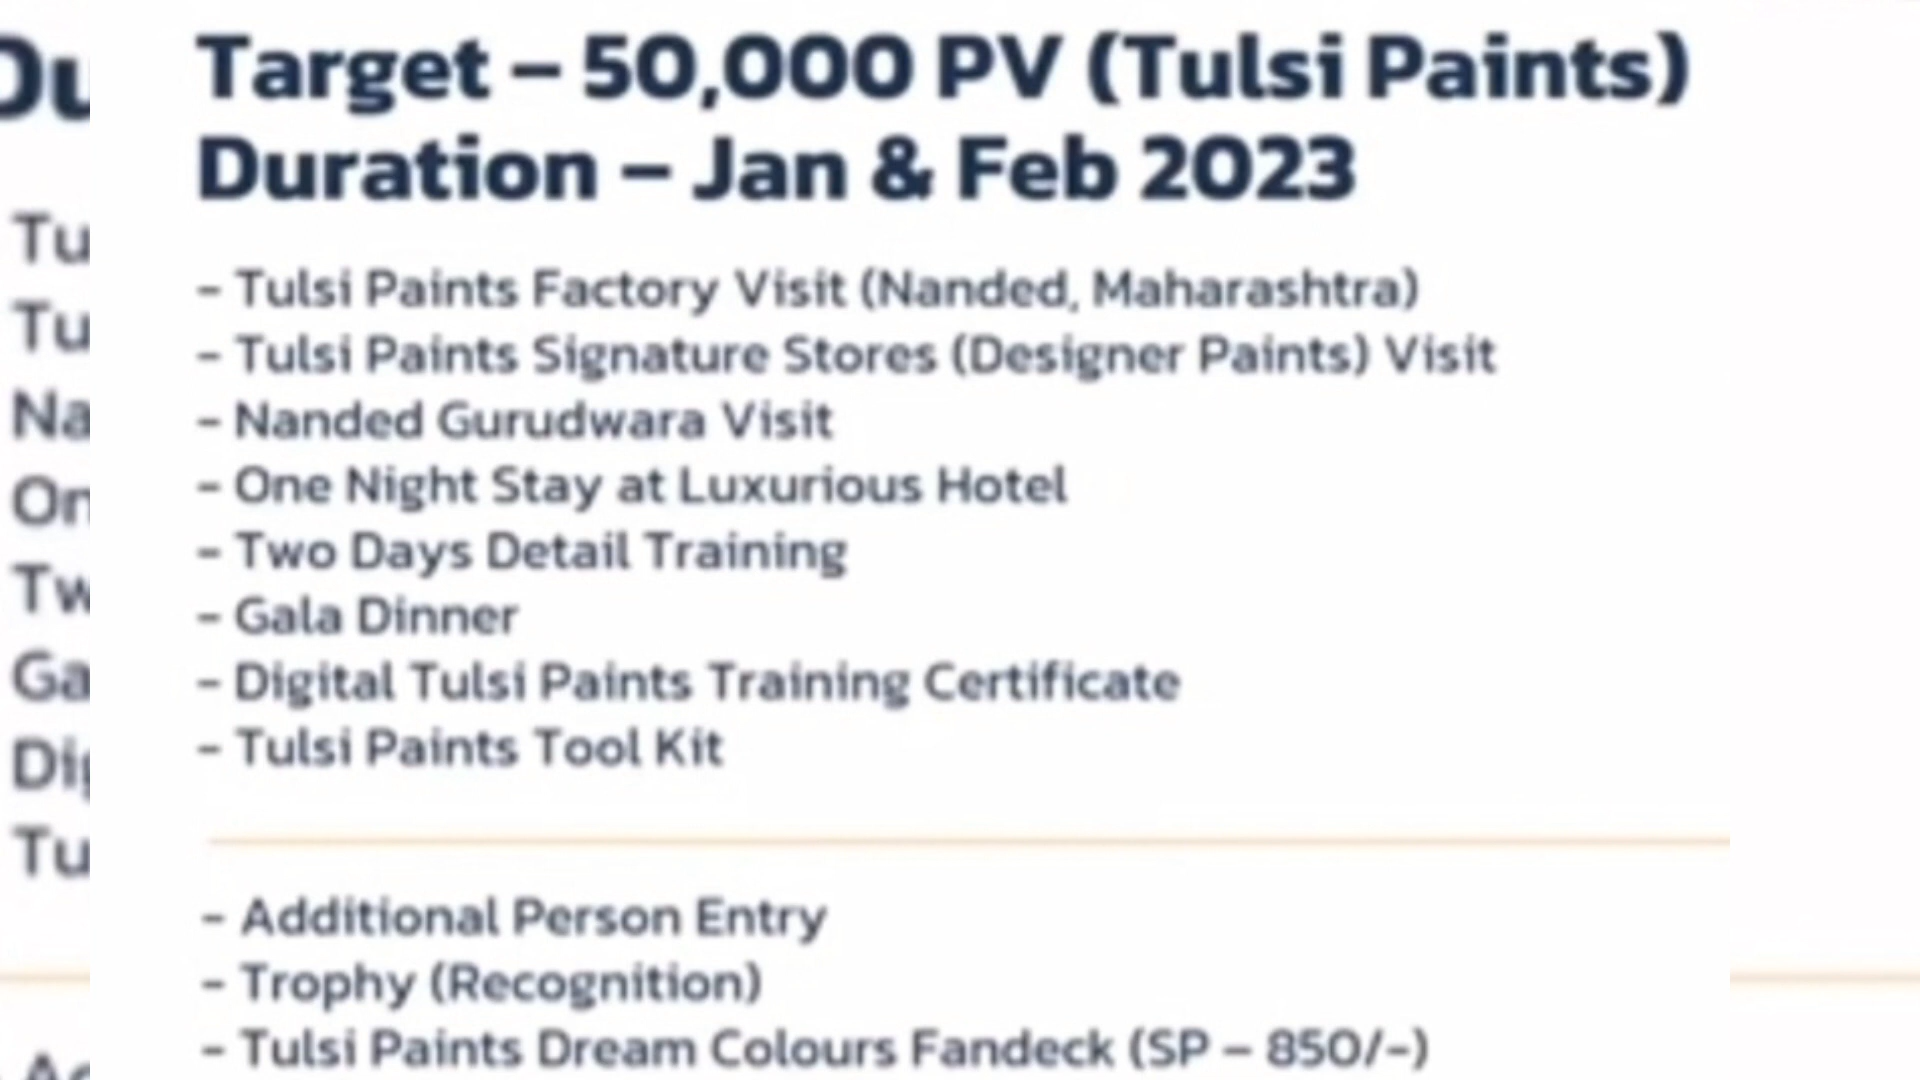 Target – 50,000 PV (Tulsi Paints)
Duration – Jan & Feb 2023
- Tulsi Paints Factory Visit (Nanded, Maharashtra)
- Tulsi Paints Signature Stores (Designer Paints) Visit
- Nanded Gurudwara Visit
- One Night Stay at Luxurious Hotel
- Two Days Detail Training
- Gala Dinner
- Digital Tulsi Paints Training Certificate
- Tulsi Paints Tool Kit
- Additional Person Entry
- Trophy (Recognition)
- Tulsi Paints Dream Colours Fandeck (SP – 850/-)